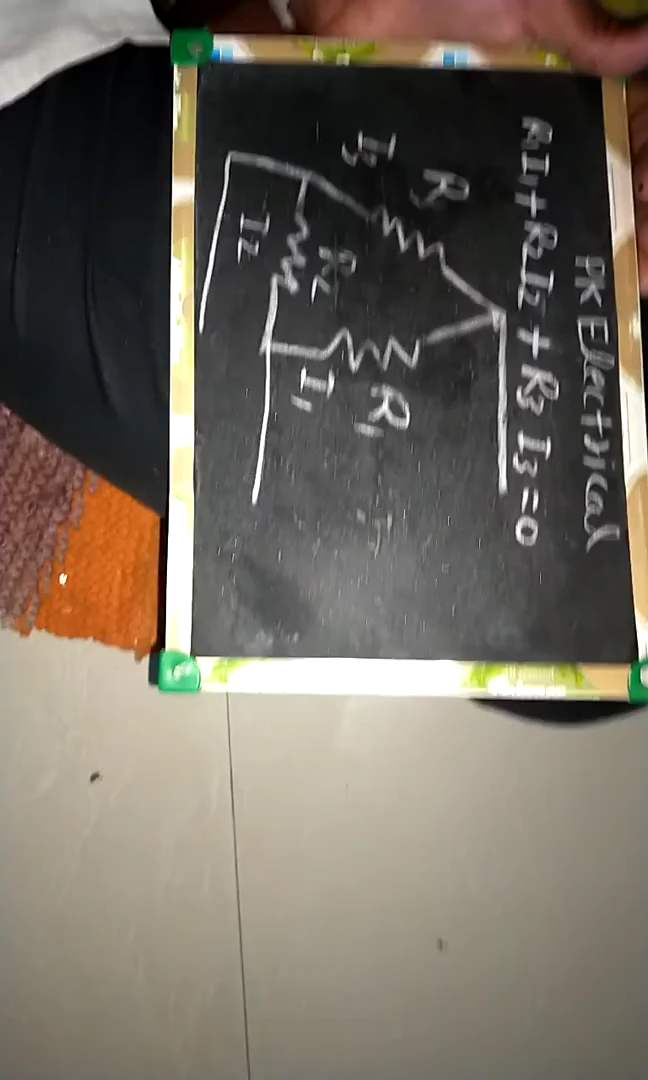 PK Electrical
R1I1+R2I2+R3I3=0
R3
I3
R1
R2
I1
I2